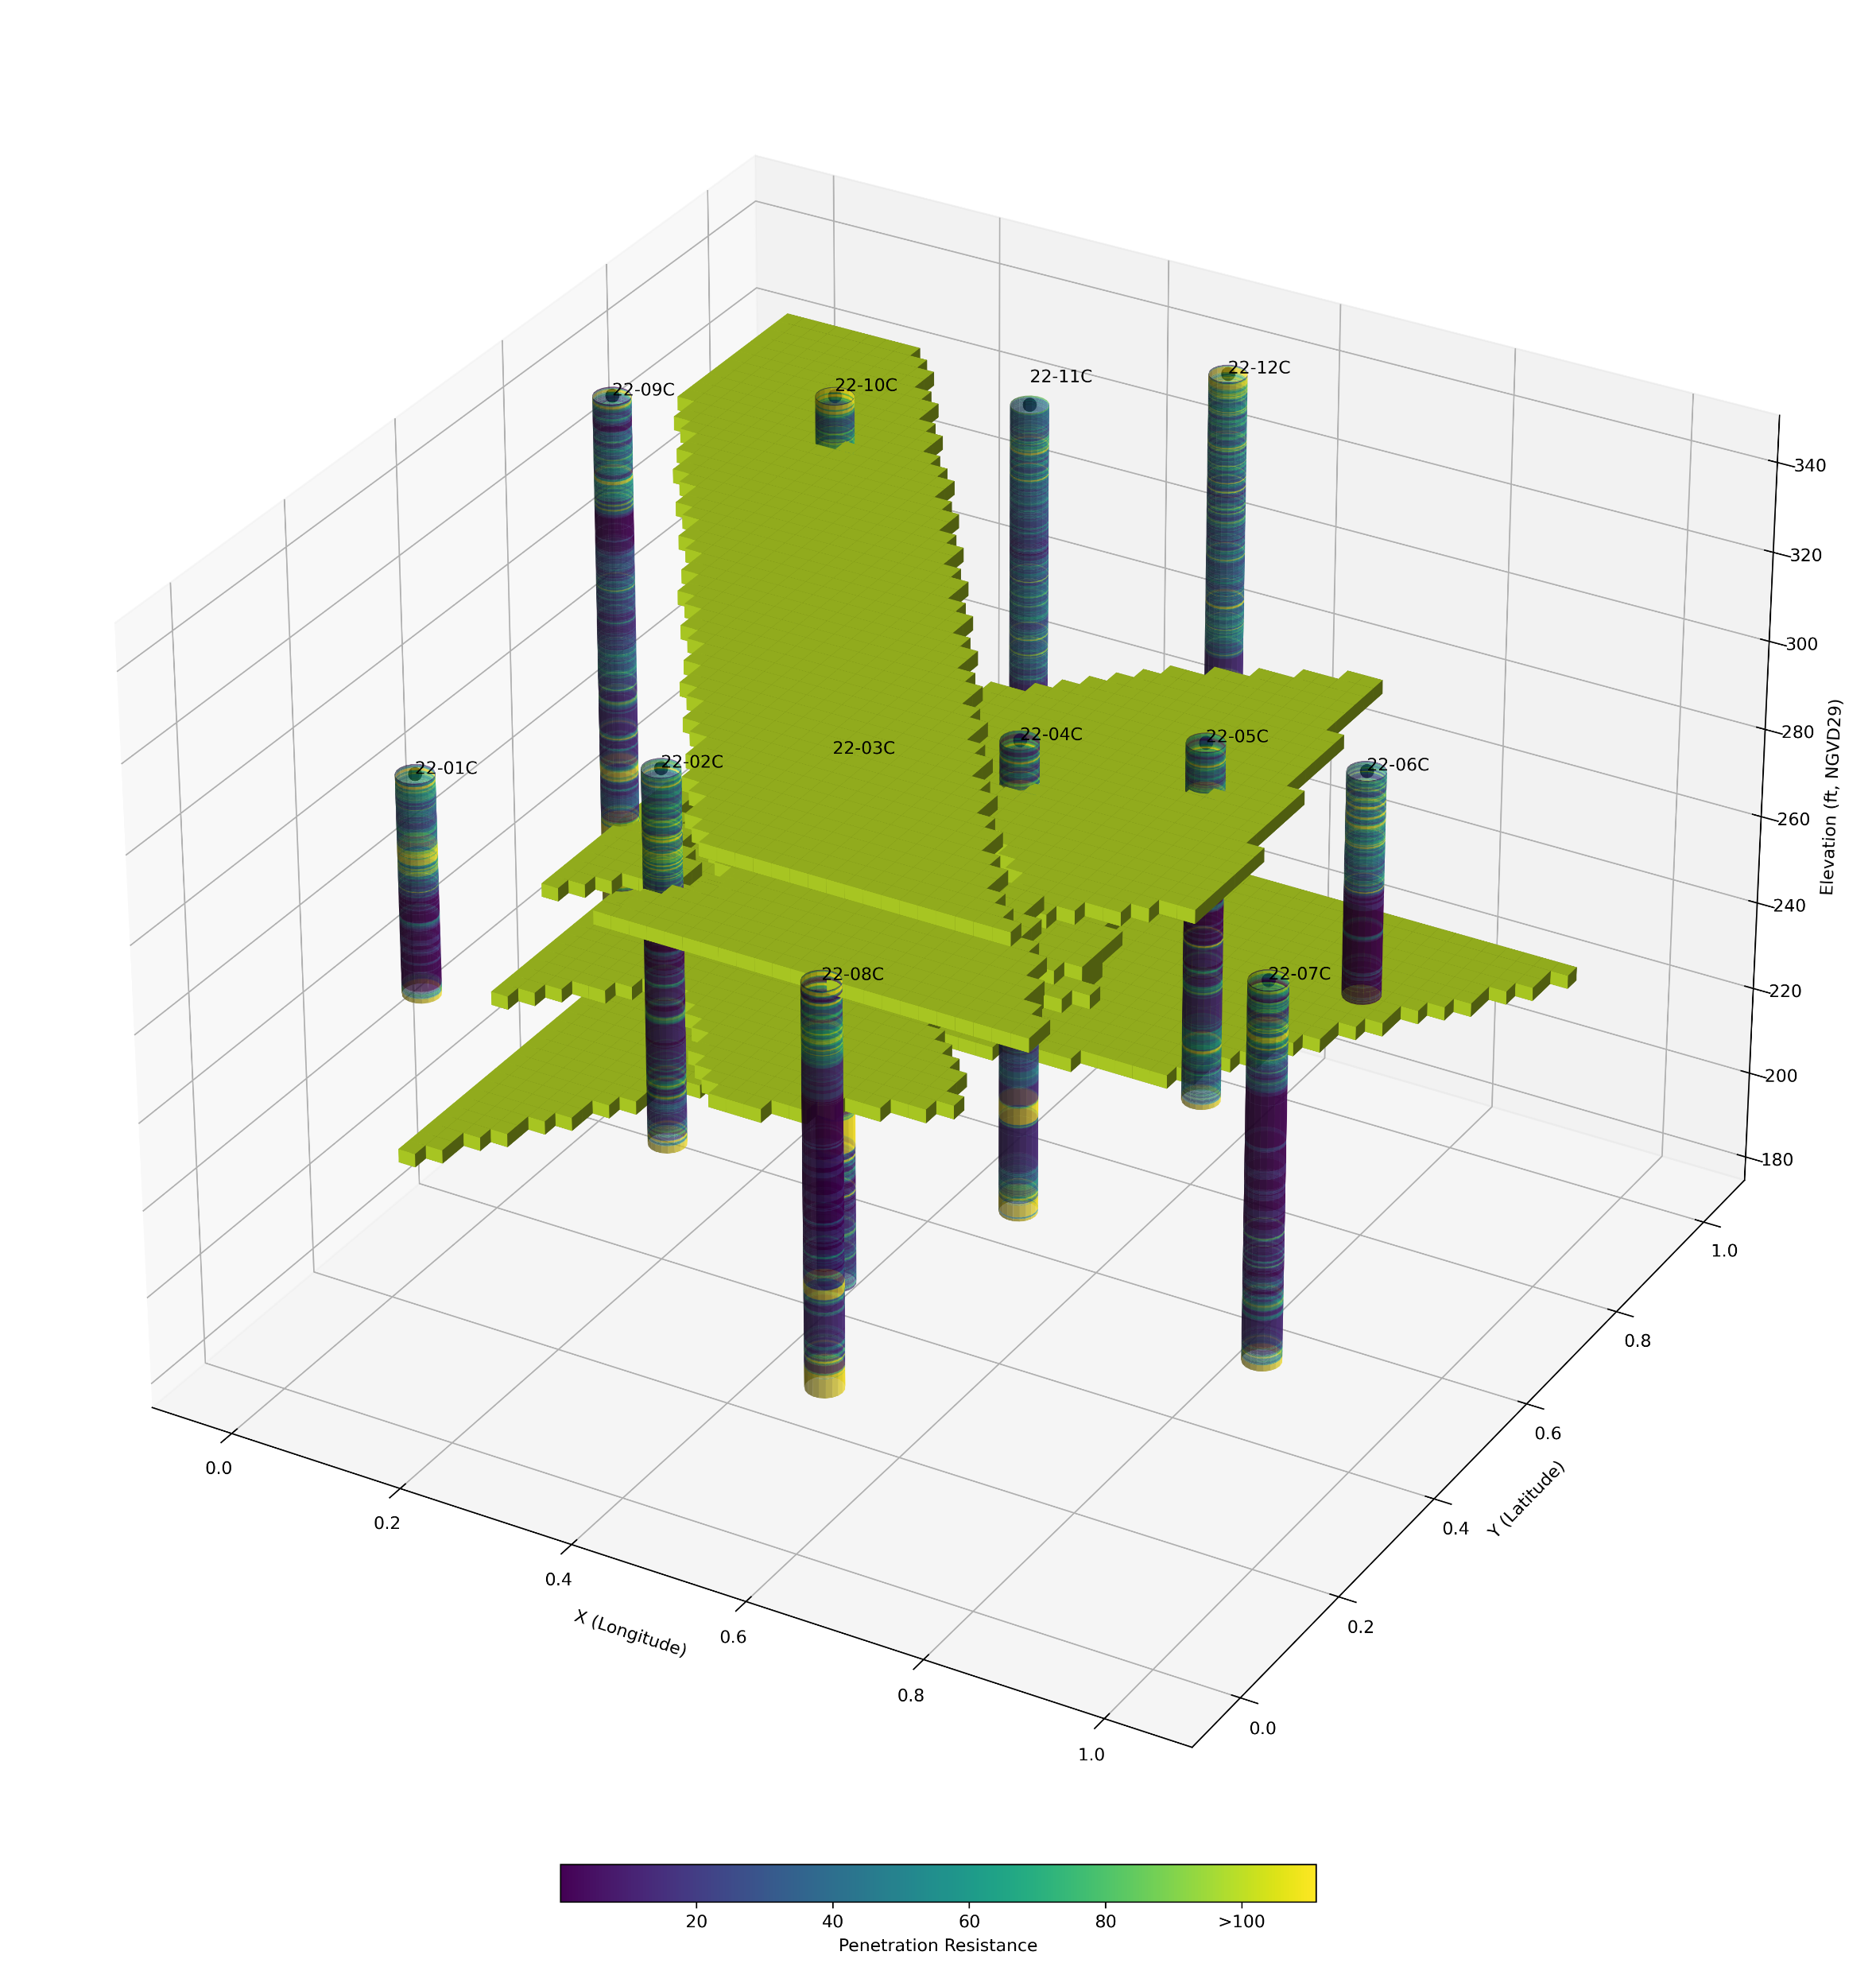 22-12C
22-11C
22-10C
22-09C
340
320
300
280
260
240
220
200
180
Elevation (ft, NGVD29)
22-04C
22-05C
22-03C
22-02C
22-01C
22-06C
22-08C
22-07C
1.0
0.8
0.6
0.4
0.2
0.0
Y (Latitude)
0.0
0.2
0.4
0.6
0.8
1.0
X (Longitude)
20 40 60 80 >100
Penetration Resistance